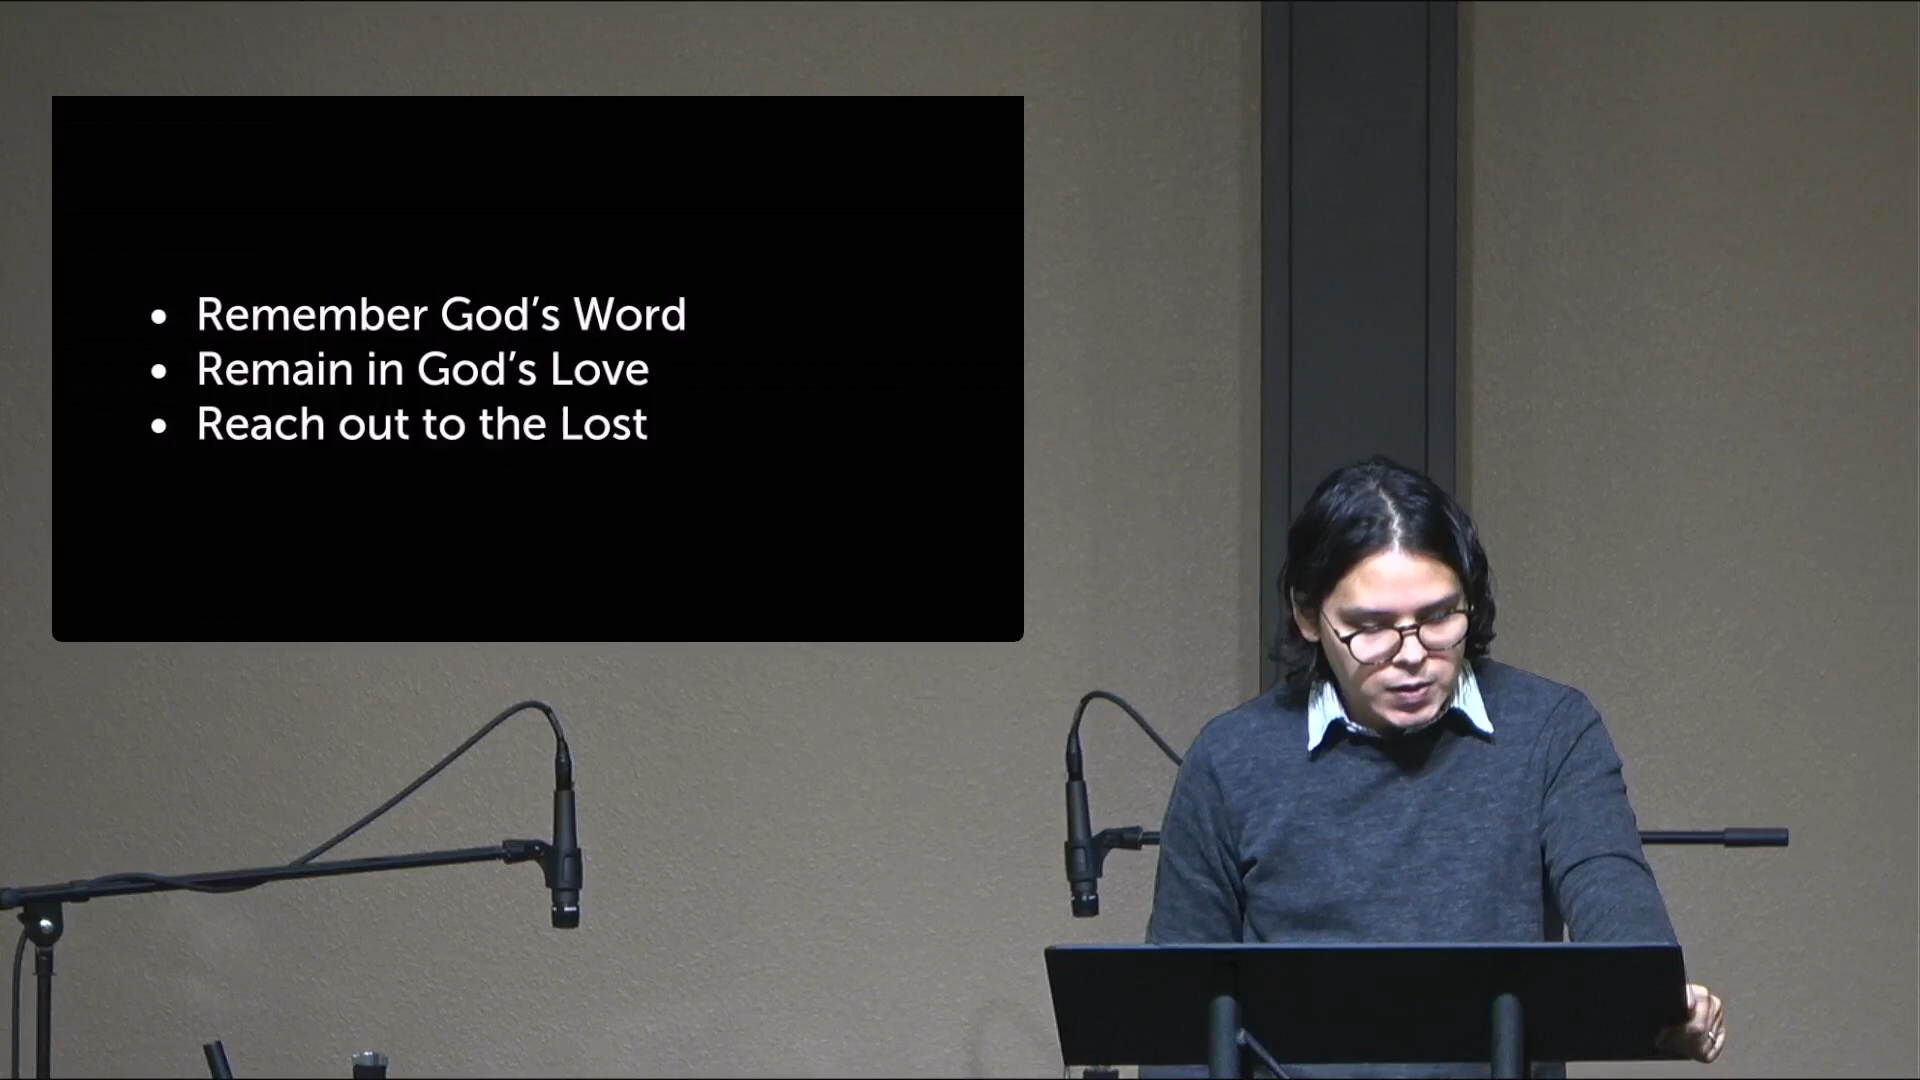 • Remember God's Word
• Remain in God's Love
• Reach out to the Lost